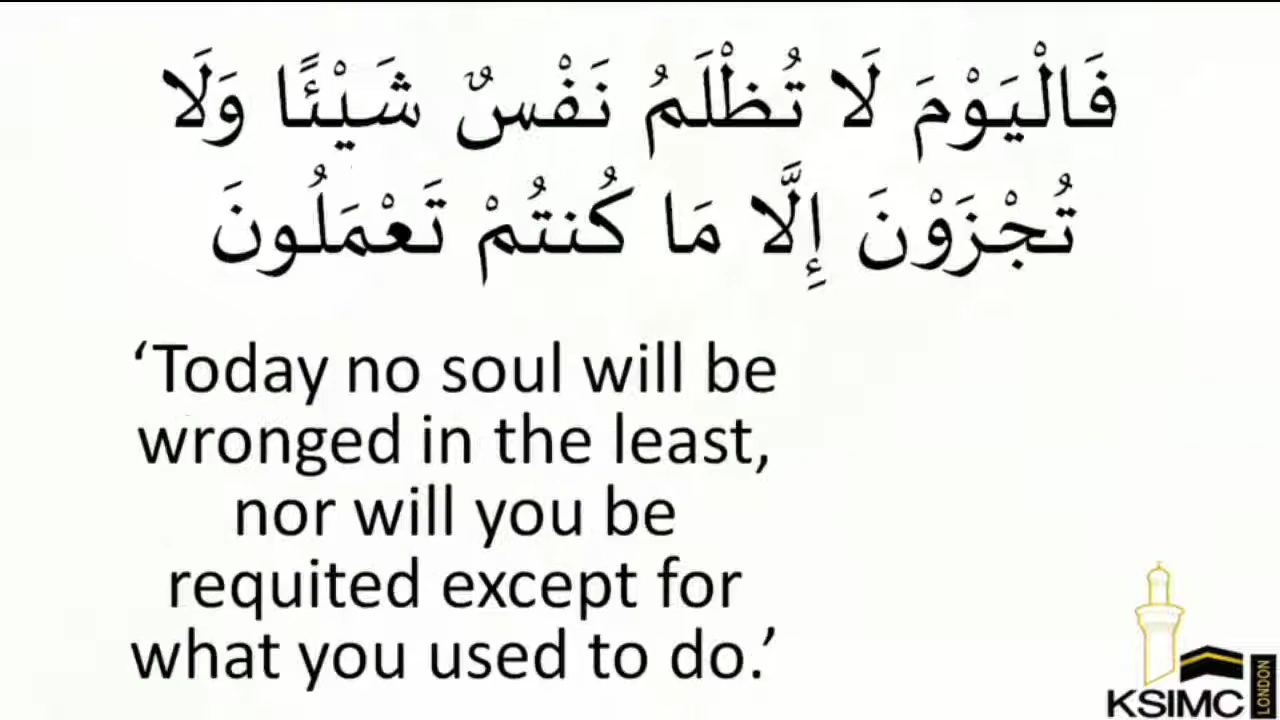 فَالْيَوْمَ لَا تُظْلَمُ نَفْسٌ شَيْئًا وَلَا
تُجْزَوْنَ إِلَّا مَا كُنتُمْ تَعْمَلُونَ
‘Today no soul will be
wronged in the least,
nor will you be
requited except for
what you used to do.’
KSIMC
LONDON